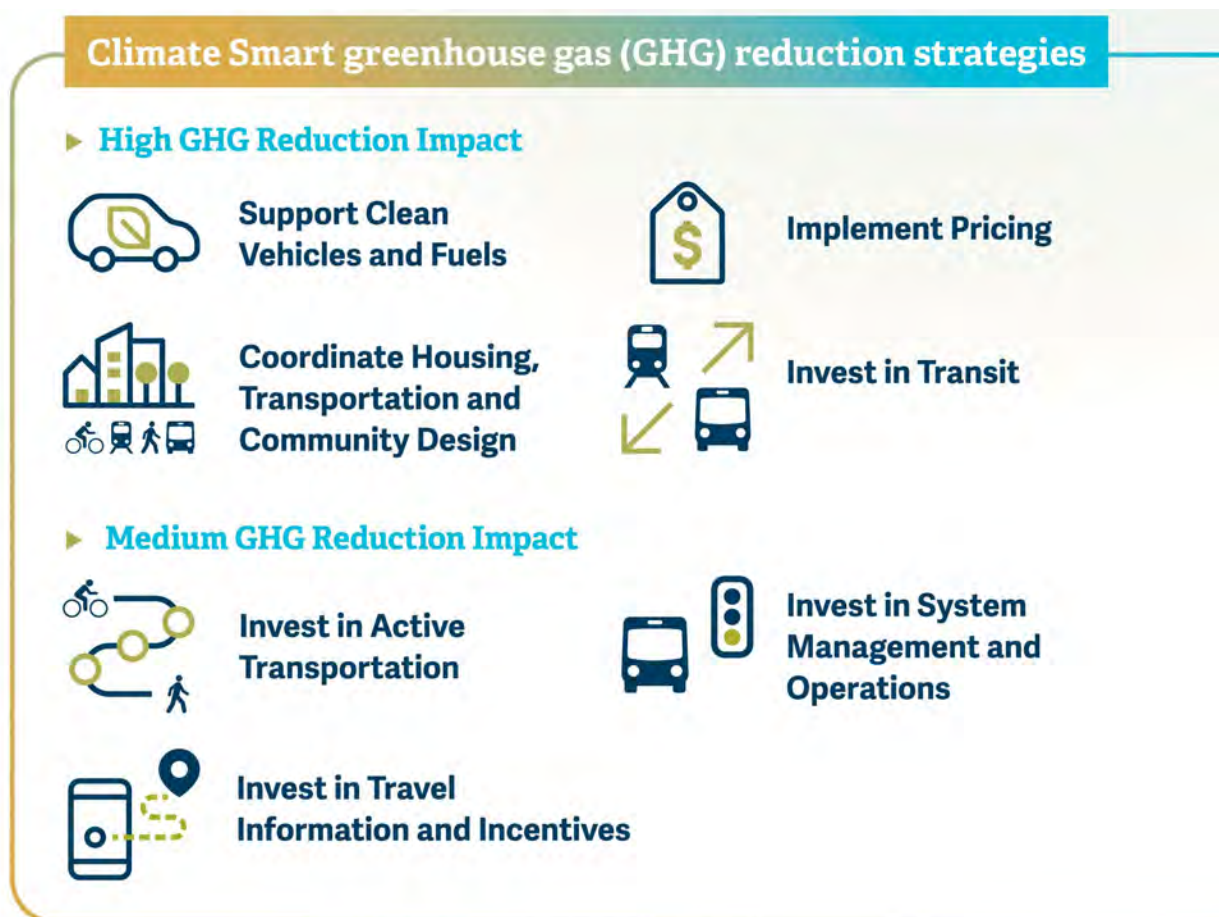 Climate Smart greenhouse gas (GHG) reduction strategies
High GHG Reduction Impact
Support Clean
Vehicles and Fuels
Implement Pricing
$
Coordinate Housing,
Transportation and
Community Design
Invest in Transit
Medium GHG Reduction Impact
Invest in Active
Transportation
Invest in System
Management and
Operations
Invest in Travel
Information and Incentives